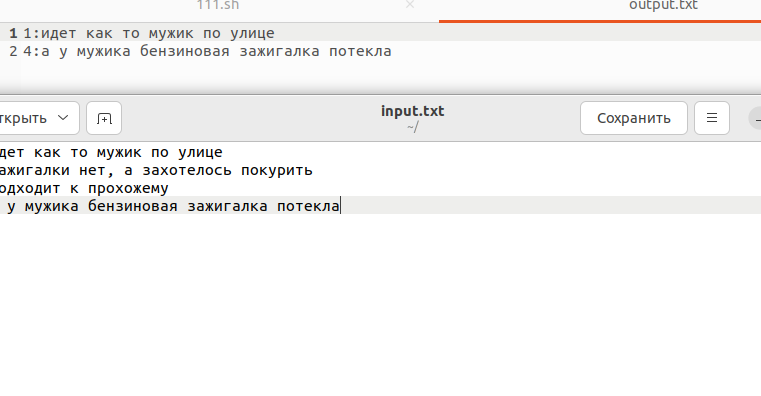 111.sh × output.txt
1 1:идет как то мужик по улице
2 4:а у мужика бензиновая зажигалка потекла
ткрыть input.txt Сохранить
~/
дет как то мужик по улице
ажигалки нет, а захотелось покурить
одходит к прохожему
у мужика бензиновая зажигалка потекла